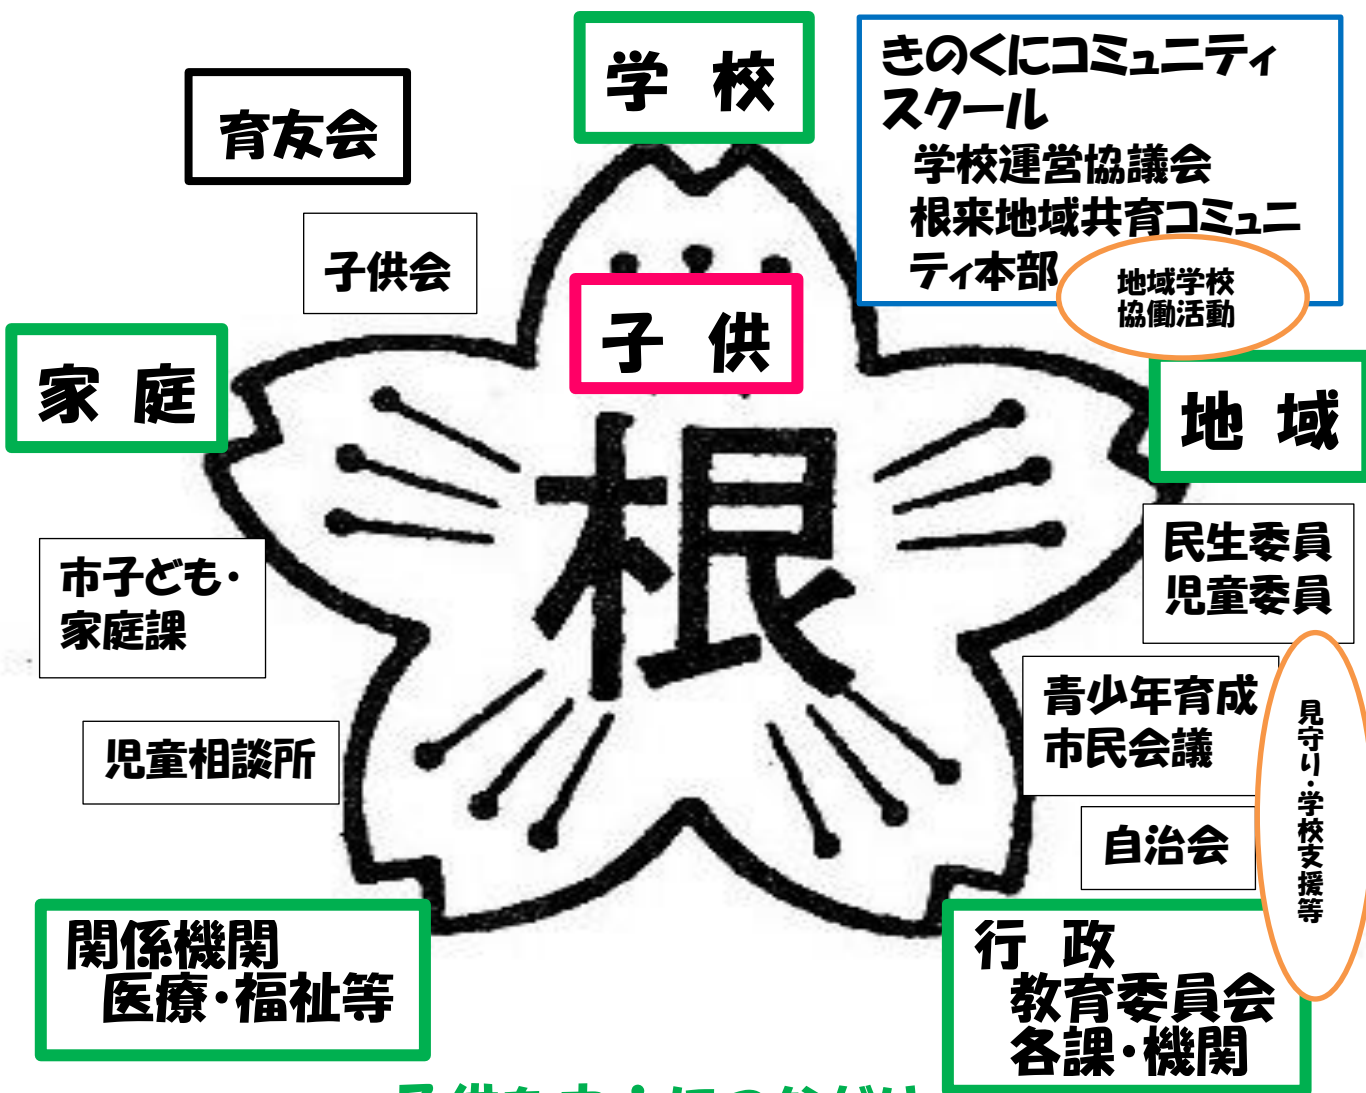 学 校
きのくにコミュニティ
スクール
学校運営協議会
根来地域共育コミュニ
ティ本部
地域学校
協働活動
育友会
子供会
子 供
家 庭
地 域
根
市子ども・
家庭課
民生委員
児童委員
児童相談所
青少年育成
市民会議
見守り・学校支援等
自治会
関係機関
医療・福祉等
行 政
教育委員会
各課・機関